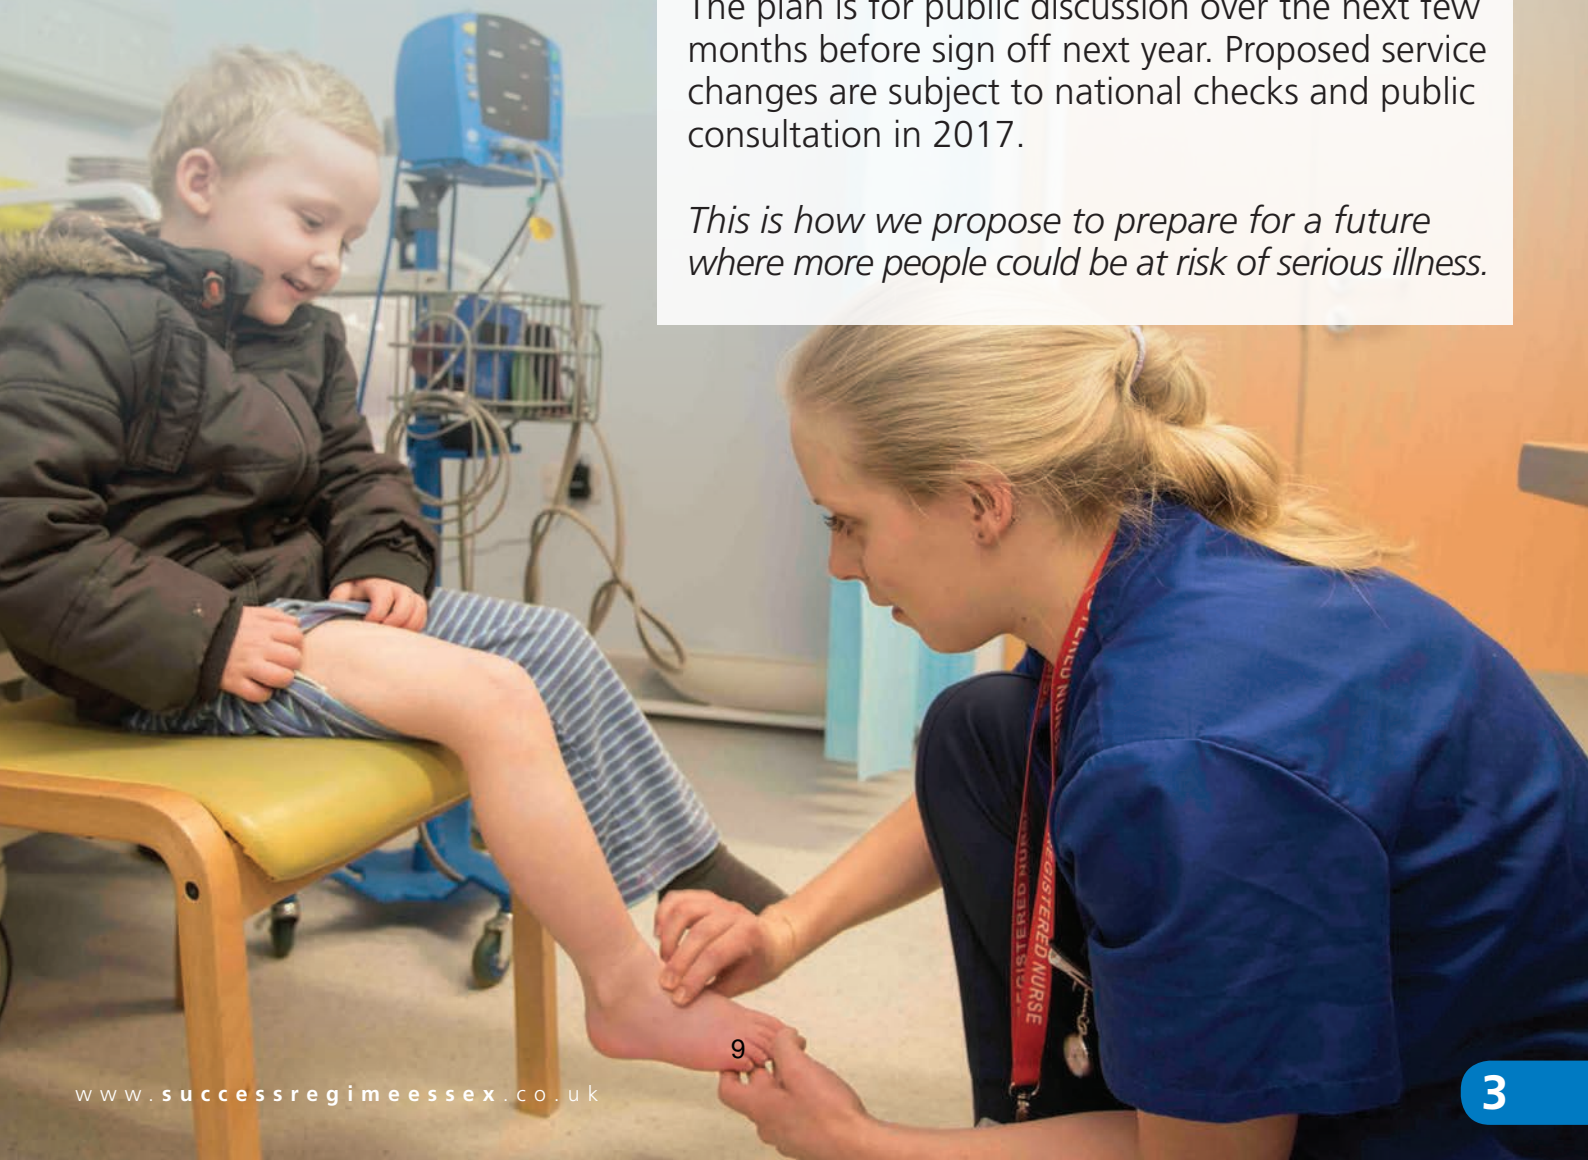 The plan is for public discussion over the next few
months before sign off next year. Proposed service
changes are subject to national checks and public
consultation in 2017.
This is how we propose to prepare for a future
where more people could be at risk of serious illness.
REGISTERED NURSE
9
www.successregimeessex.co.uk
3